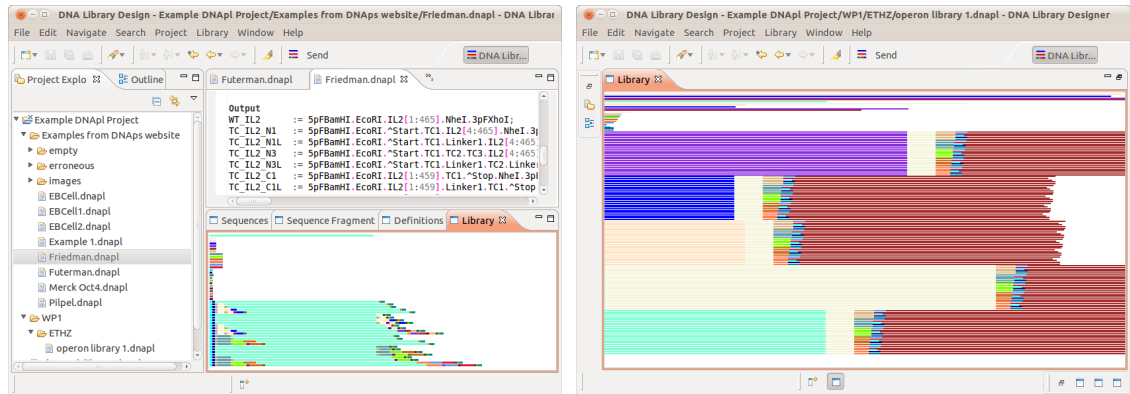 DNA Library Design - Example DNApl Project/Examples from DNAps website/Friedman.dnapl - DNA Librar
File Edit Navigate Search Project Library Window Help
Send
DNA Libr...
Project Explo
Outline
Example DNApl Project
Examples from DNAps website
empty
erroneous
images
EBCell.dnapl
EBCell1.dnapl
EBCell2.dnapl
Example 1.dnapl
Friedman.dnapl
Futerman.dnapl
Merck Oct4.dnapl
Pilpel.dnapl
WP1
ETHZ
operon library 1.dnapl
Futerman.dnapl
Friedman.dnapl
Output
WT_IL2 := 5pFBamHI.EcoRI.IL2[1:465].NheI.3pFXhoI;
TC_IL2_N1 := 5pFBamHI.EcoRI.^Start.TC1.IL2[4:465].NheI.3p
TC_IL2_N1L := 5pFBamHI.EcoRI.^Start.TC1.Linker1.IL2[4:465
TC_IL2_N3 := 5pFBamHI.EcoRI.^Start.TC1.TC2.TC3.IL2[4:465]
TC_IL2_N3L := 5pFBamHI.EcoRI.^Start.TC1.Linker1.TC2.Linker
TC_IL2_C1 := 5pFBamHI.EcoRI.IL2[1:459].TC1.^Stop.NheI.3pF
TC_IL2_C1L := 5pFBamHI.EcoRI.IL2[1:459].Linker1.TC1.^Stop
Sequences
Sequence Fragment
Definitions
Library
DNA Library Design - Example DNApl Project/WP1/ETHZ/operon library 1.dnapl - DNA Library Designer
File Edit Navigate Search Project Library Window Help
Send
DNA Libr...
Library